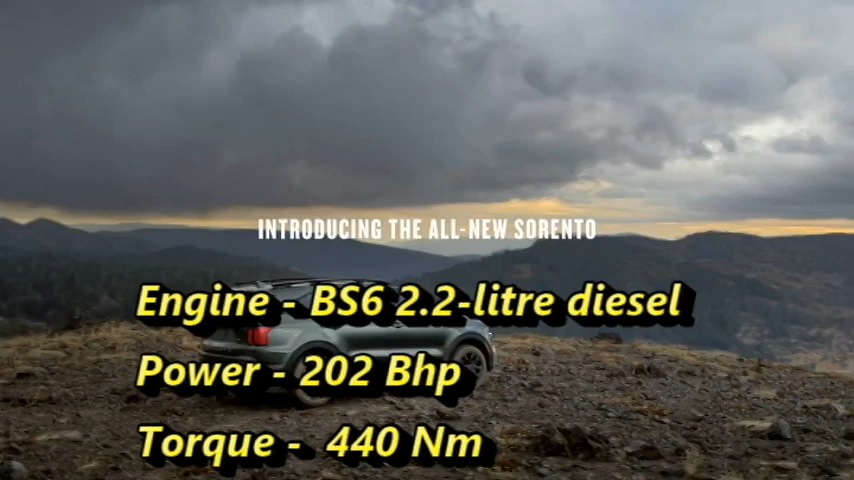 INTRODUCING THE ALL-NEW SORENTO
Engine - BS6 2.2-litre diesel
Power - 202 Bhp
Torque - 440 Nm